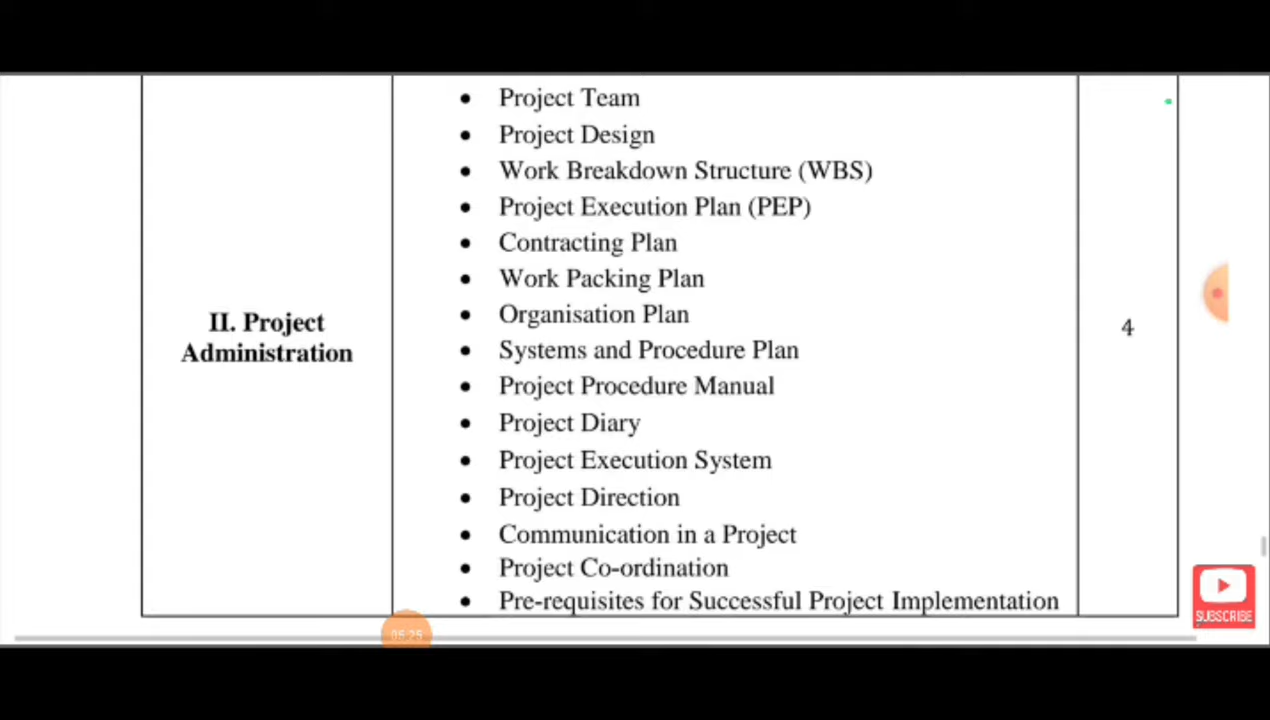 Project Team
Project Design
Work Breakdown Structure (WBS)
Project Execution Plan (PEP)
Contracting Plan
Work Packing Plan
Organisation Plan
II. Project
Administration
4
Systems and Procedure Plan
Project Procedure Manual
Project Diary
Project Execution System
Project Direction
Communication in a Project
Project Co-ordination
Pre-requisites for Successful Project Implementation
SUBSCRIBE
05:25